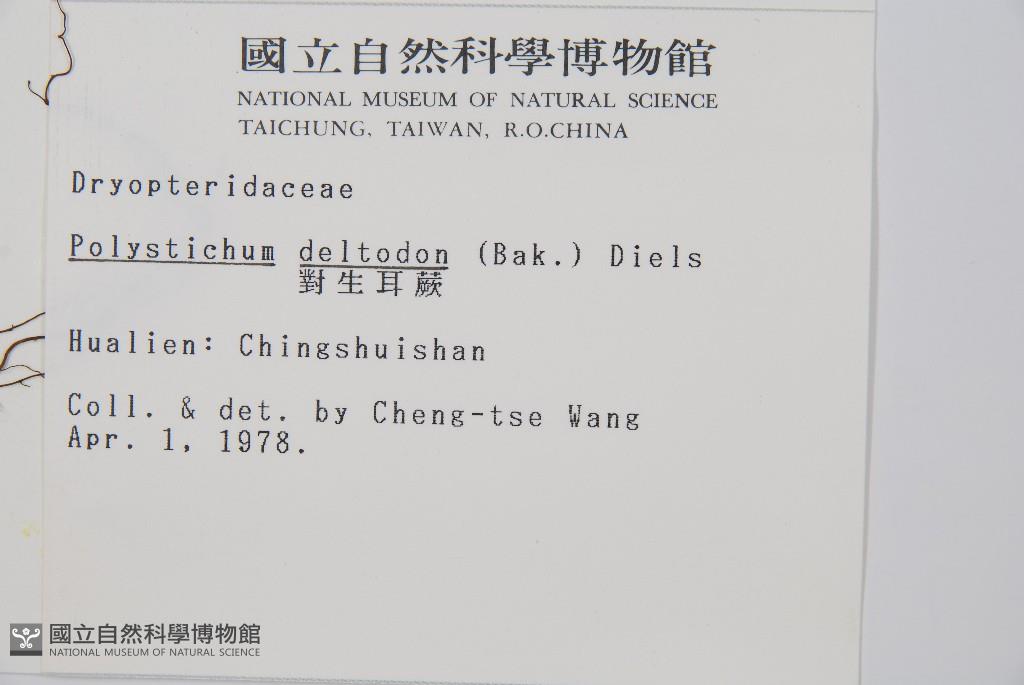 國立自然科學博物館
NATIONAL MUSEUM OF NATURAL SCIENCE
TAICHUNG, TAIWAN, R.O.CHINA
Dryopteridaceae
Polystichum deltodon (Bak.) Diels
對生耳蕨
Hualien: Chingshuishan
Coll. & det. by Cheng-tse Wang
Apr. 1, 1978.
國立自然科學博物館
NATIONAL MUSEUM OF NATURAL SCIENCE